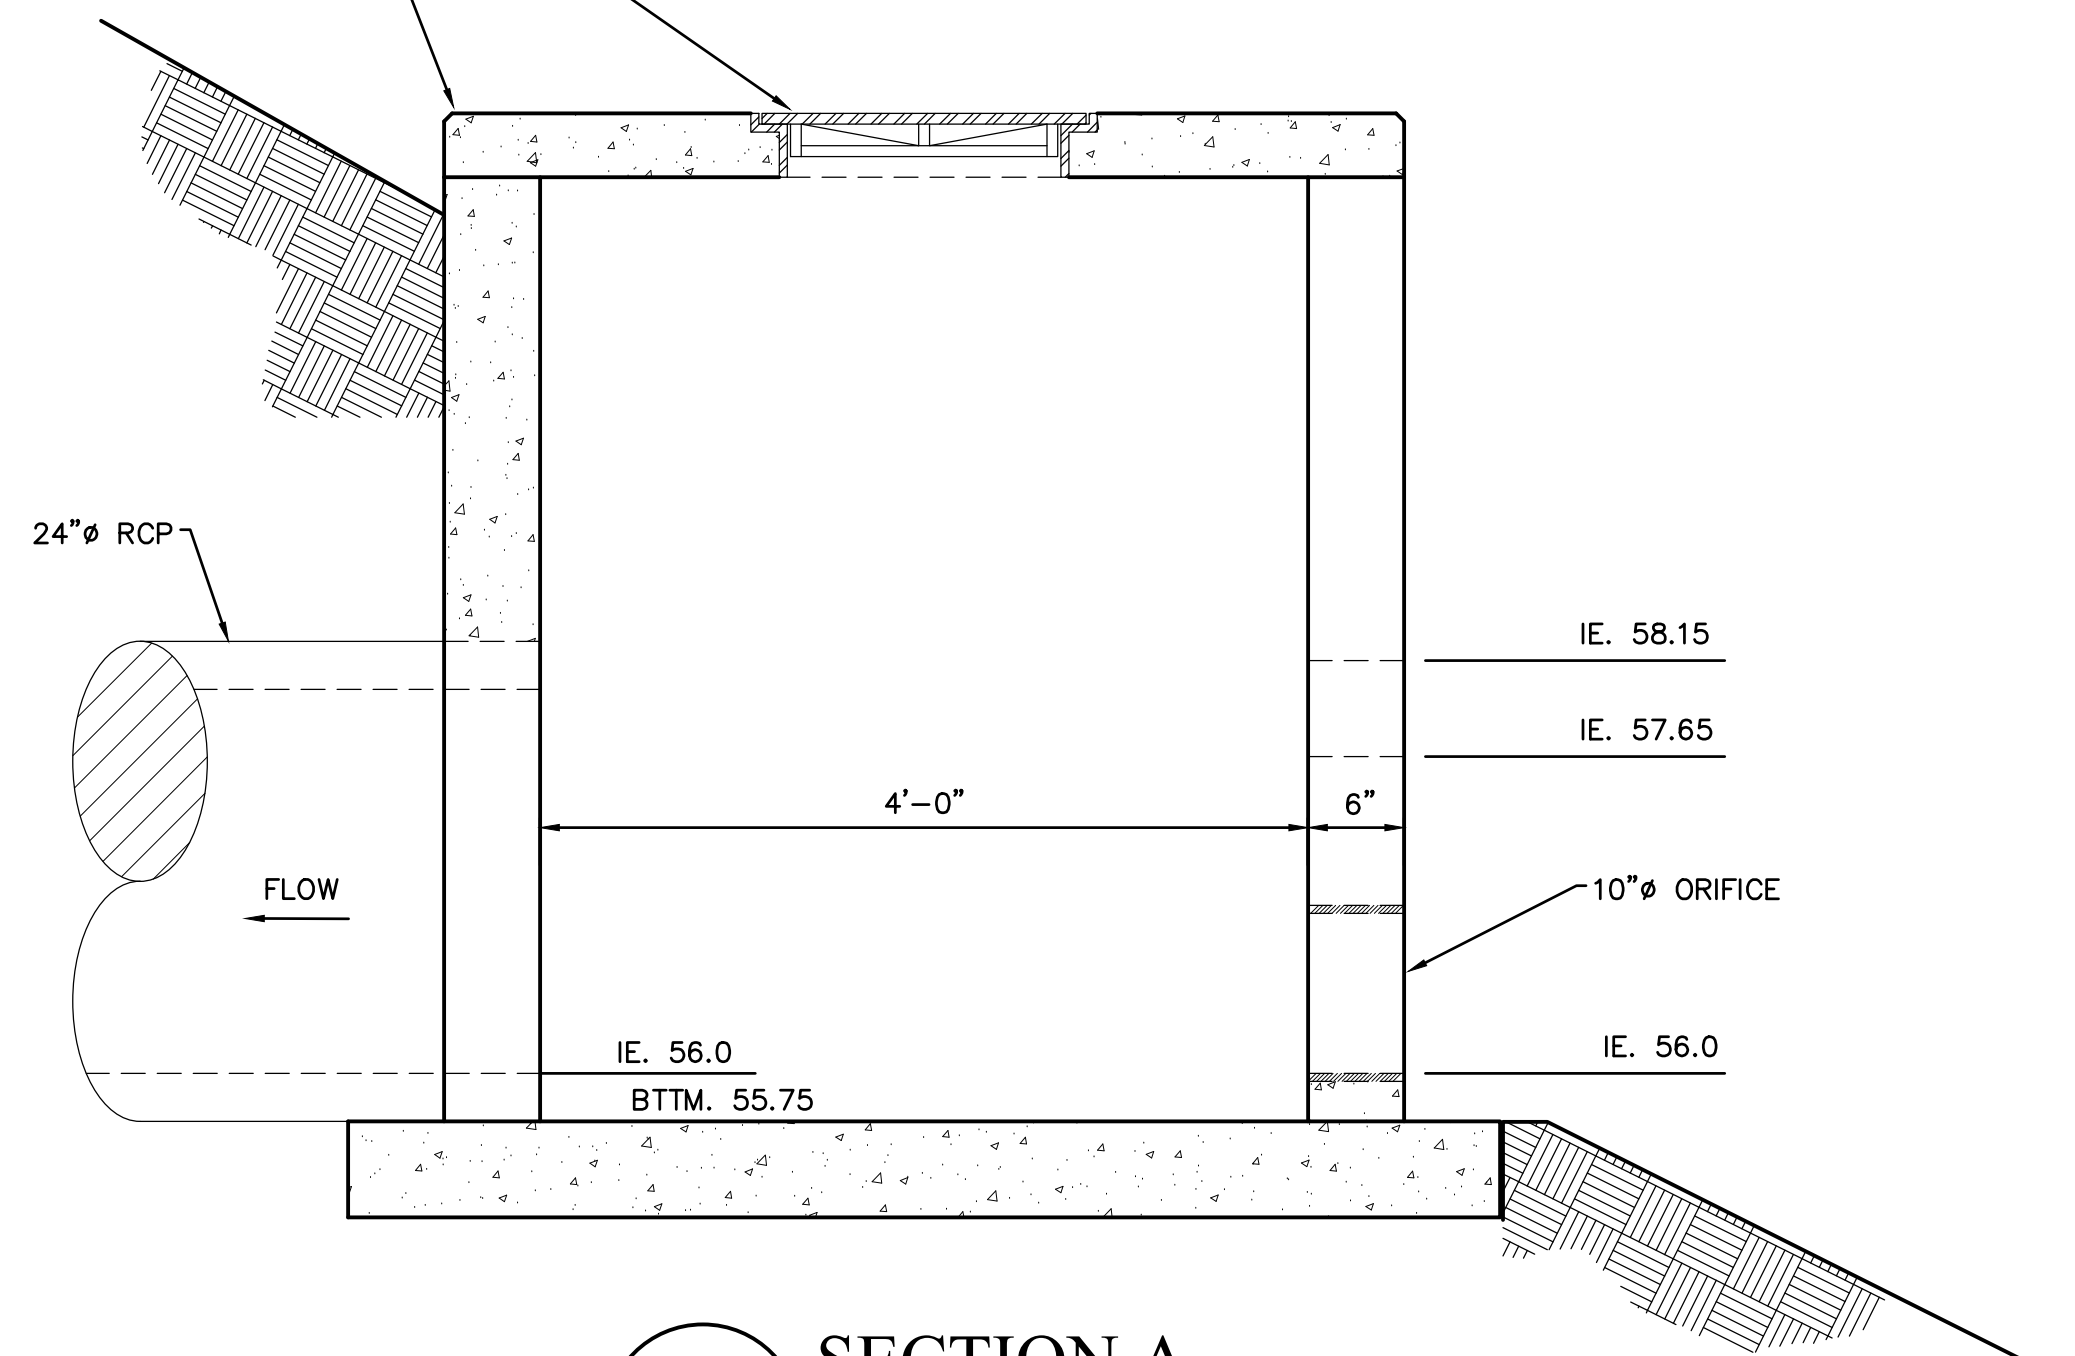 24”ø RCP
IE. 58.15
IE. 57.65
4’–0”
6”
FLOW
10”ø ORIFICE
IE. 56.0
IE. 56.0
BTTM. 55.75
SECTION A